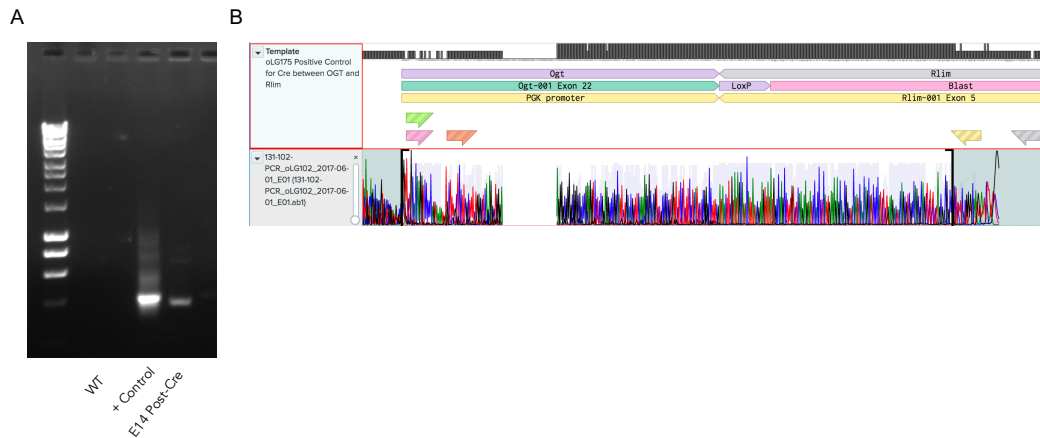 A
B
WT
+ Control
E14 Post-Cre
Template
oLG175 Positive Control
for Cre between OGT and
Rlim
Ogt
Rlim
Ogt-001 Exon 22
LoxP
Blast
PGK promoter
Rlim-001 Exon 5
131-102-
PCR_oLG102_2017-06-
01_E01 (131-102-
PCR_oLG102_2017-06-
01_E01.ab1)
×